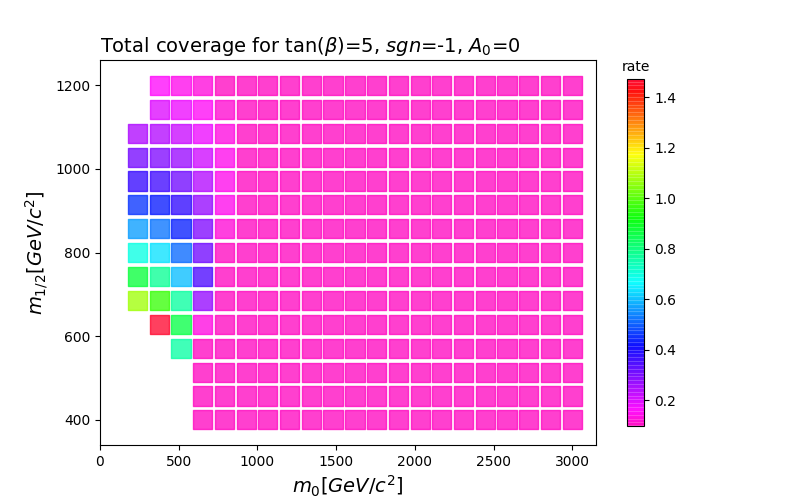 Total coverage for tan(β)=5, sgn=-1, A₀=0
rate
1200
1000
800
600
400
m₁/₂[GeV/c²]
0 500 1000 1500 2000 2500 3000
m₀[GeV/c²]
1.4
1.2
1.0
0.8
0.6
0.4
0.2